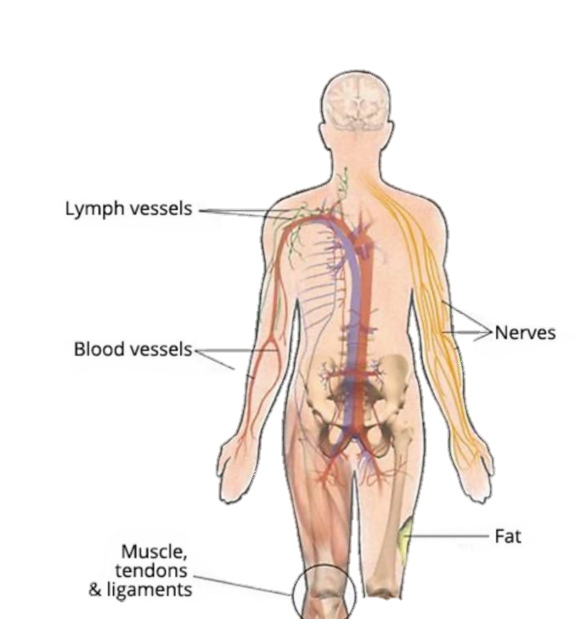 Lymph vessels
Blood vessels
Nerves
Fat
Muscle,
tendons
& ligaments